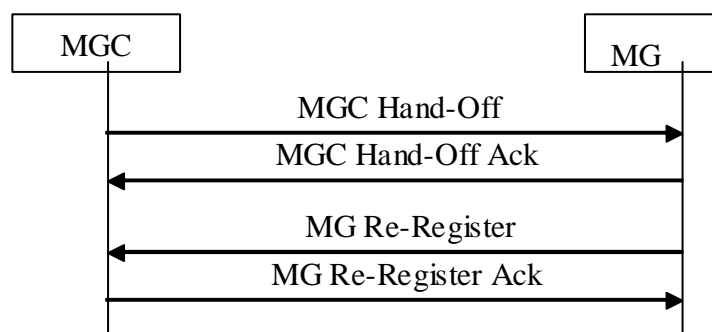 MGC
MG
MGC Hand-Off
MGC Hand-Off Ack
MG Re-Register
MG Re-Register Ack